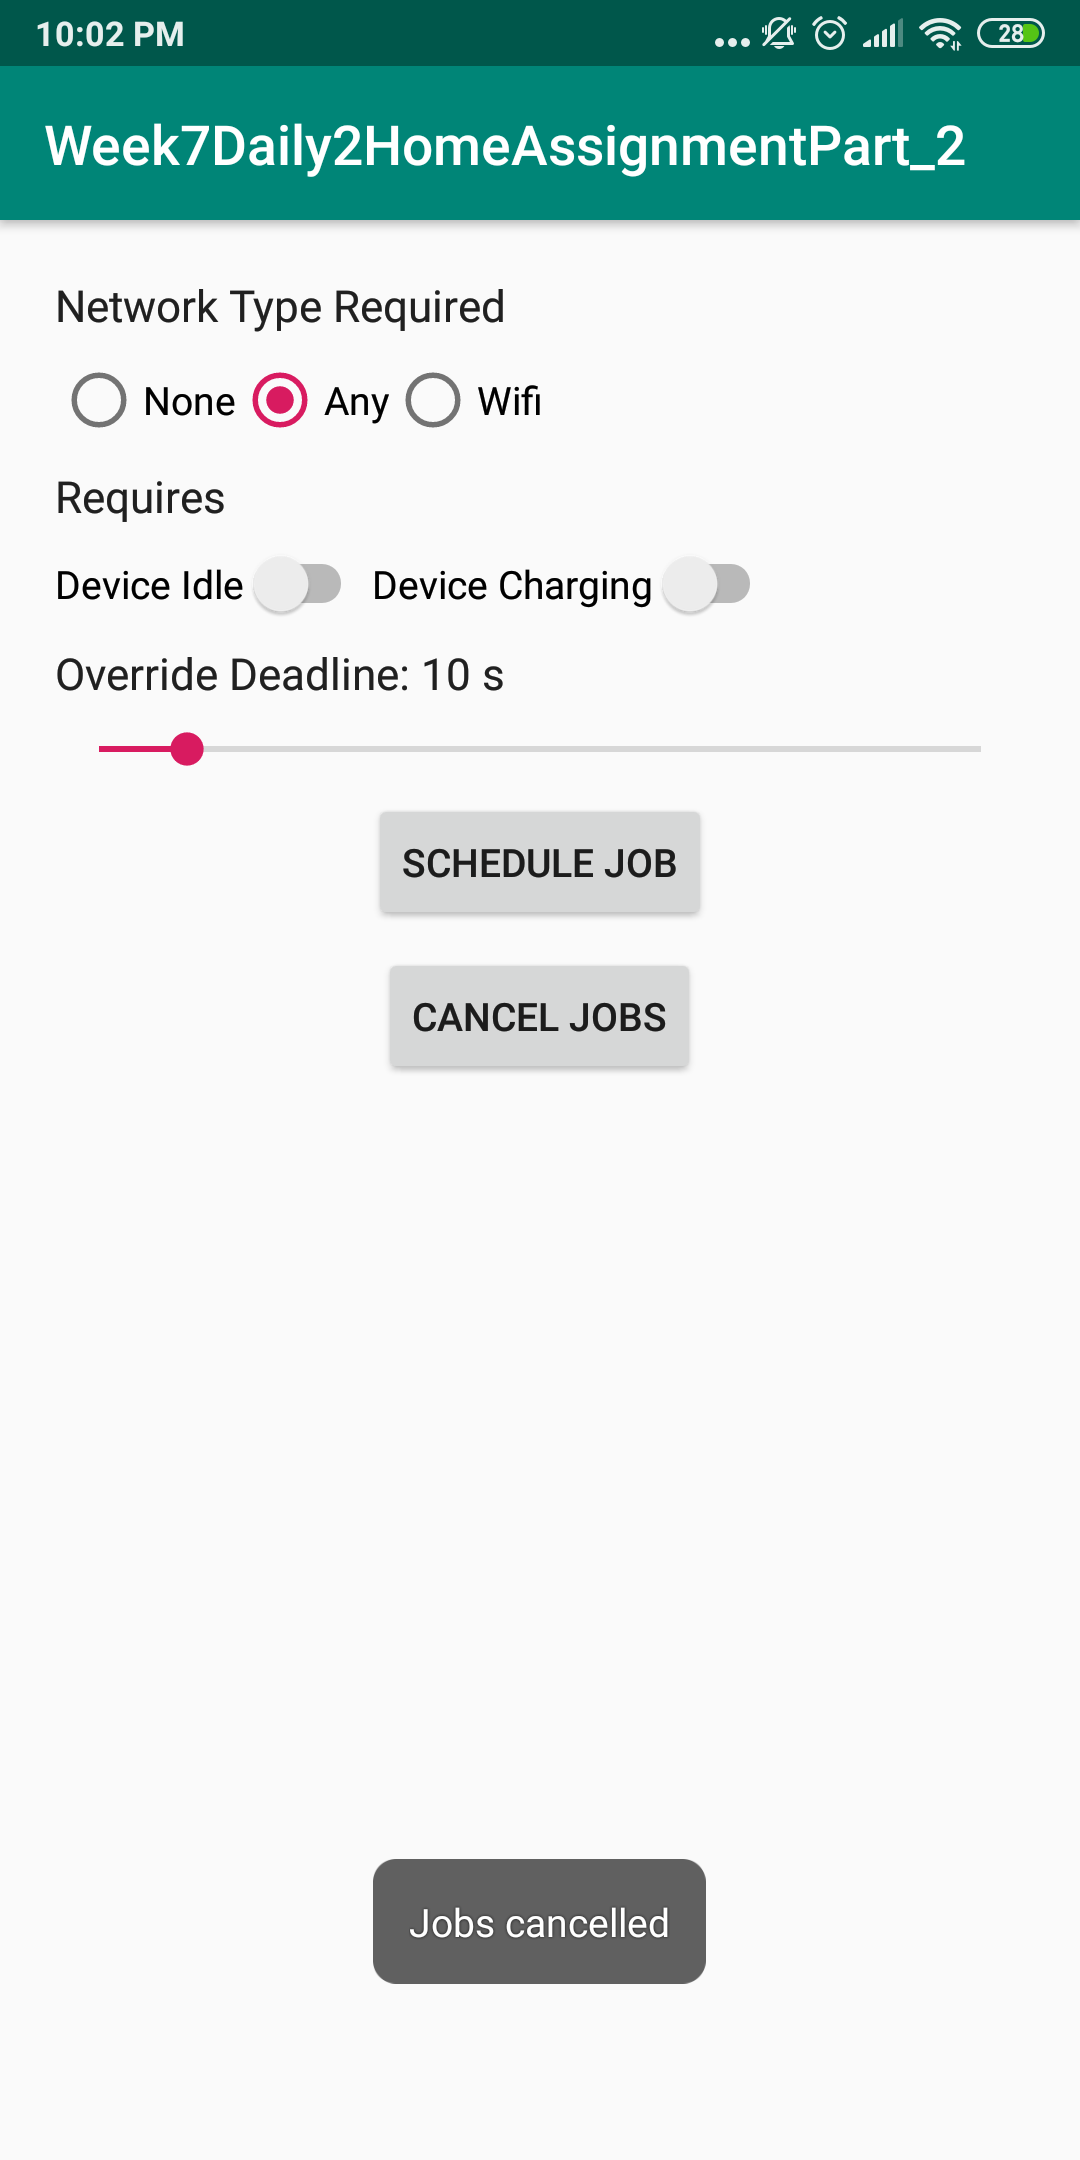 10:02 PM 28
Week7Daily2HomeAssignmentPart_2
Network Type Required
None Any Wifi
Requires
Device Idle Device Charging
Override Deadline: 10 s
SCHEDULE JOB
CANCEL JOBS
Jobs cancelled